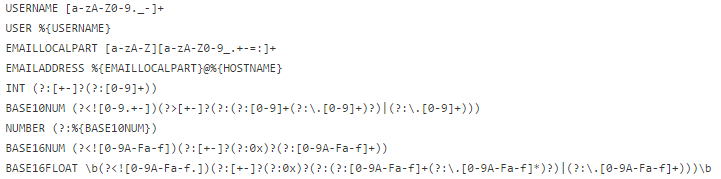 USERNAME [a-zA-Z0-9._-]+
USER %{USERNAME}
EMAILLOCALPART [a-zA-Z][a-zA-Z0-9_.+-=:]+
EMAILADDRESS %{EMAILLOCALPART}@%{HOSTNAME}
INT (?:[+-]?(?:[0-9]+))
BASE10NUM (?<![0-9.+-])(?>[+-]?(?:(?:[0-9]+(?:\.[0-9]+)?)|(?:\.[0-9]+)))
NUMBER (?:%{BASE10NUM})
BASE16NUM (?<![0-9A-Fa-f])(?:[+-]?(?:0x)?(?:[0-9A-Fa-f]+))
BASE16FLOAT \b(?<![0-9A-Fa-f.])(?:[+-]?(?:0x)?(?:(?:[0-9A-Fa-f]+(?:\.[0-9A-Fa-f]*)?)|(?:\.[0-9A-Fa-f]+)))\b